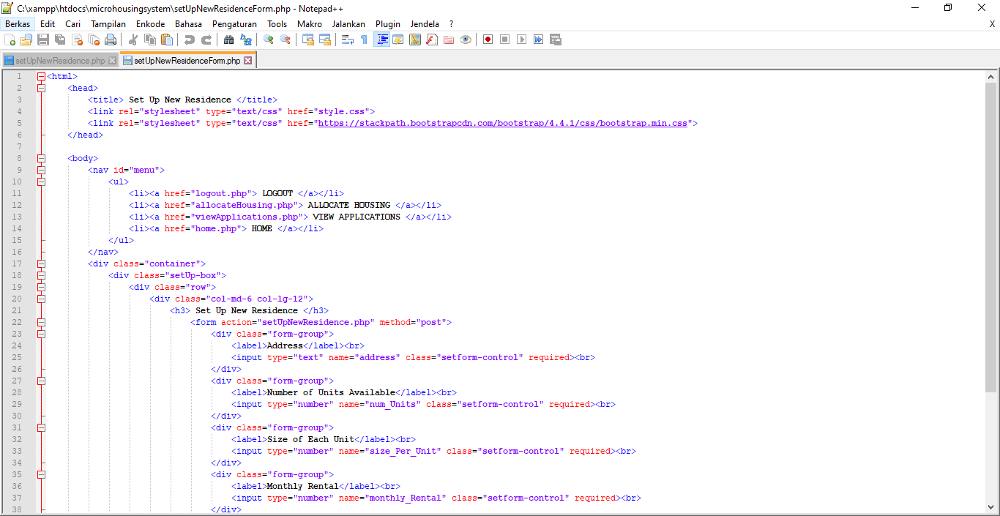 C:\xampp\htdocs\microhousingsystem\setUpNewResidenceForm.php - Notepad++
Berkas Edit Cari Tampilan Enkode Bahasa Pengaturan Tools Makro Jalankan Plugin Jendela ? X
setUpNewResidence.php setUpNewResidenceForm.php
1 <html>
2 <head>
3 <title> Set Up New Residence </title>
4 <link rel="stylesheet" type="text/css" href="style.css">
5 <link rel="stylesheet" type="text/css" href="https://stackpath.bootstrapcdn.com/bootstrap/4.4.1/css/bootstrap.min.css">
6 </head>
7
8 <body>
9 <nav id="menu">
10 <ul>
11 <li><a href="logout.php"> LOGOUT </a></li>
12 <li><a href="allocateHousing.php"> ALLOCATE HOUSING </a></li>
13 <li><a href="viewApplications.php"> VIEW APPLICATIONS </a></li>
14 <li><a href="home.php"> HOME </a></li>
15 </ul>
16 </nav>
17 <div class="container">
18 <div class="setUp-box">
19 <div class="row">
20 <div class="col-md-6 col-lg-12">
21 <h3> Set Up New Residence </h3>
22 <form action="setUpNewResidence.php" method="post">
23 <div class="form-group">
24 <label>Address</label><br>
25 <input type="text" name="address" class="setform-control" required><br>
26 </div>
27 <div class="form-group">
28 <label>Number of Units Available</label><br>
29 <input type="number" name="num_Units" class="setform-control" required><br>
30 </div>
31 <div class="form-group">
32 <label>Size of Each Unit</label><br>
33 <input type="number" name="size_Per_Unit" class="setform-control" required><br>
34 </div>
35 <div class="form-group">
36 <label>Monthly Rental</label><br>
37 <input type="number" name="monthly_Rental" class="setform-control" required><br>
38 </div>